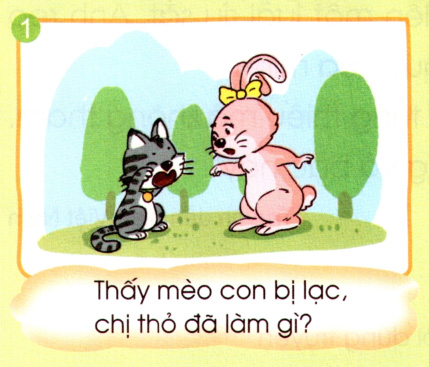 1
Thấy mèo con bị lạc,
chị thỏ đã làm gì?